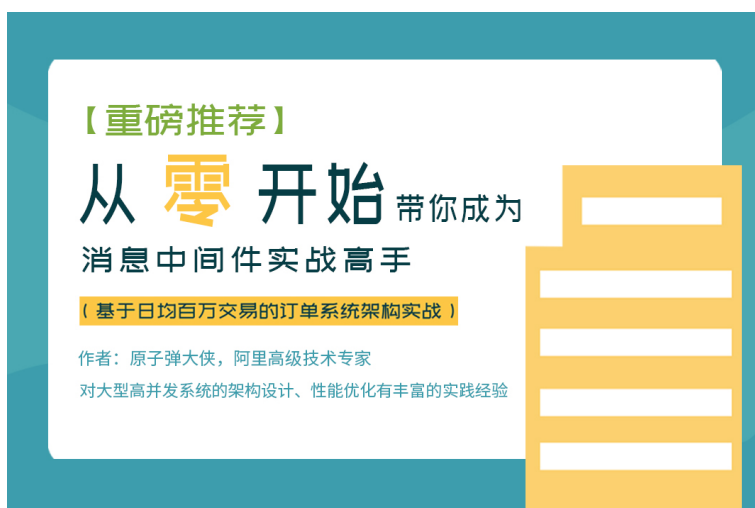 【重磅推荐】
从零开始带你成为
消息中间件实战高手
（基于日均百万交易的订单系统架构实战）
作者：原子弹大侠，阿里高级技术专家
对大型高并发系统的架构设计、性能优化有丰富的实践经验